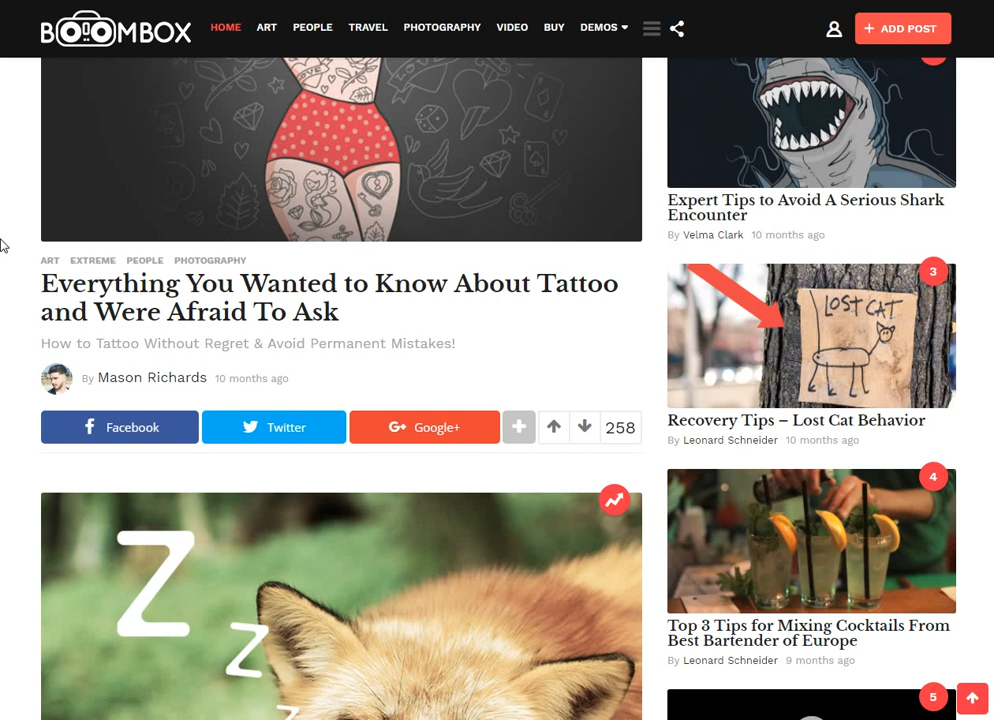 BOOMBOX
HOME ART PEOPLE TRAVEL PHOTOGRAPHY VIDEO BUY DEMOS
+ ADD POST
ART EXTREME PEOPLE PHOTOGRAPHY
Everything You Wanted to Know About Tattoo
and Were Afraid To Ask
How to Tattoo Without Regret & Avoid Permanent Mistakes!
By Mason Richards 10 months ago
Facebook
Twitter
G+ Google+
258
Z
Z
Z
Expert Tips to Avoid A Serious Shark
Encounter
By Velma Clark 10 months ago
3
LOST CAT
Recovery Tips – Lost Cat Behavior
By Leonard Schneider 10 months ago
4
Top 3 Tips for Mixing Cocktails From
Best Bartender of Europe
By Leonard Schneider 9 months ago
5